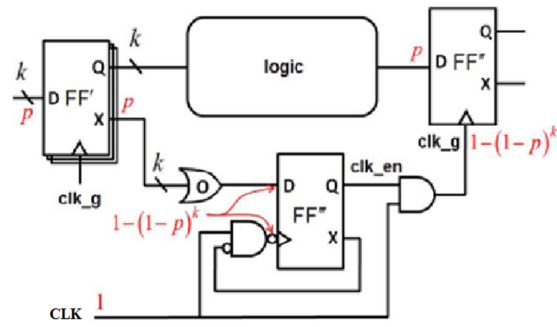 k
p
D FF' Q
X
clk_g
k
p
logic
p
D FF'' Q
X
clk_g
1-(1-p)^k
k
O
1-(1-p)^k
D Q
FF'''
X
clk_en
CLK 1